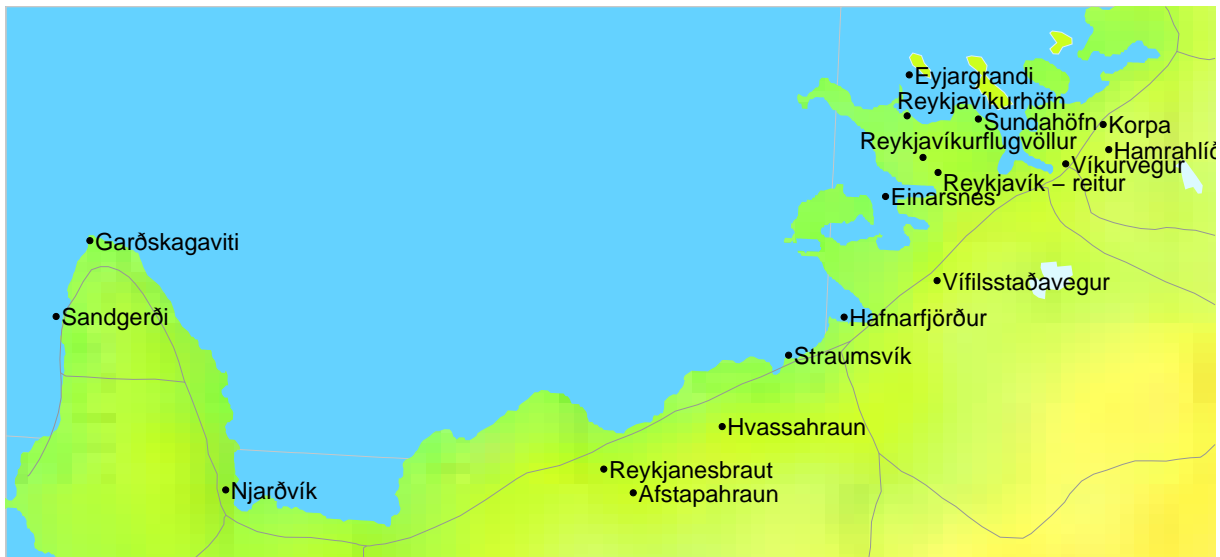 Eyjargrandi
Reykjavíkurhöfn
Sundahöfn
Korpa
Reykjavíkurflugvöllur
Hamrahlíð
Víkurvegur
Reykjavík – reitur
Einarsnes
Garðskagaviti
Vífilsstaðavegur
Sandgerði
Hafnarfjörður
Straumsvík
Hvassahraun
Reykjanesbraut
Njarðvík
Afstapahraun